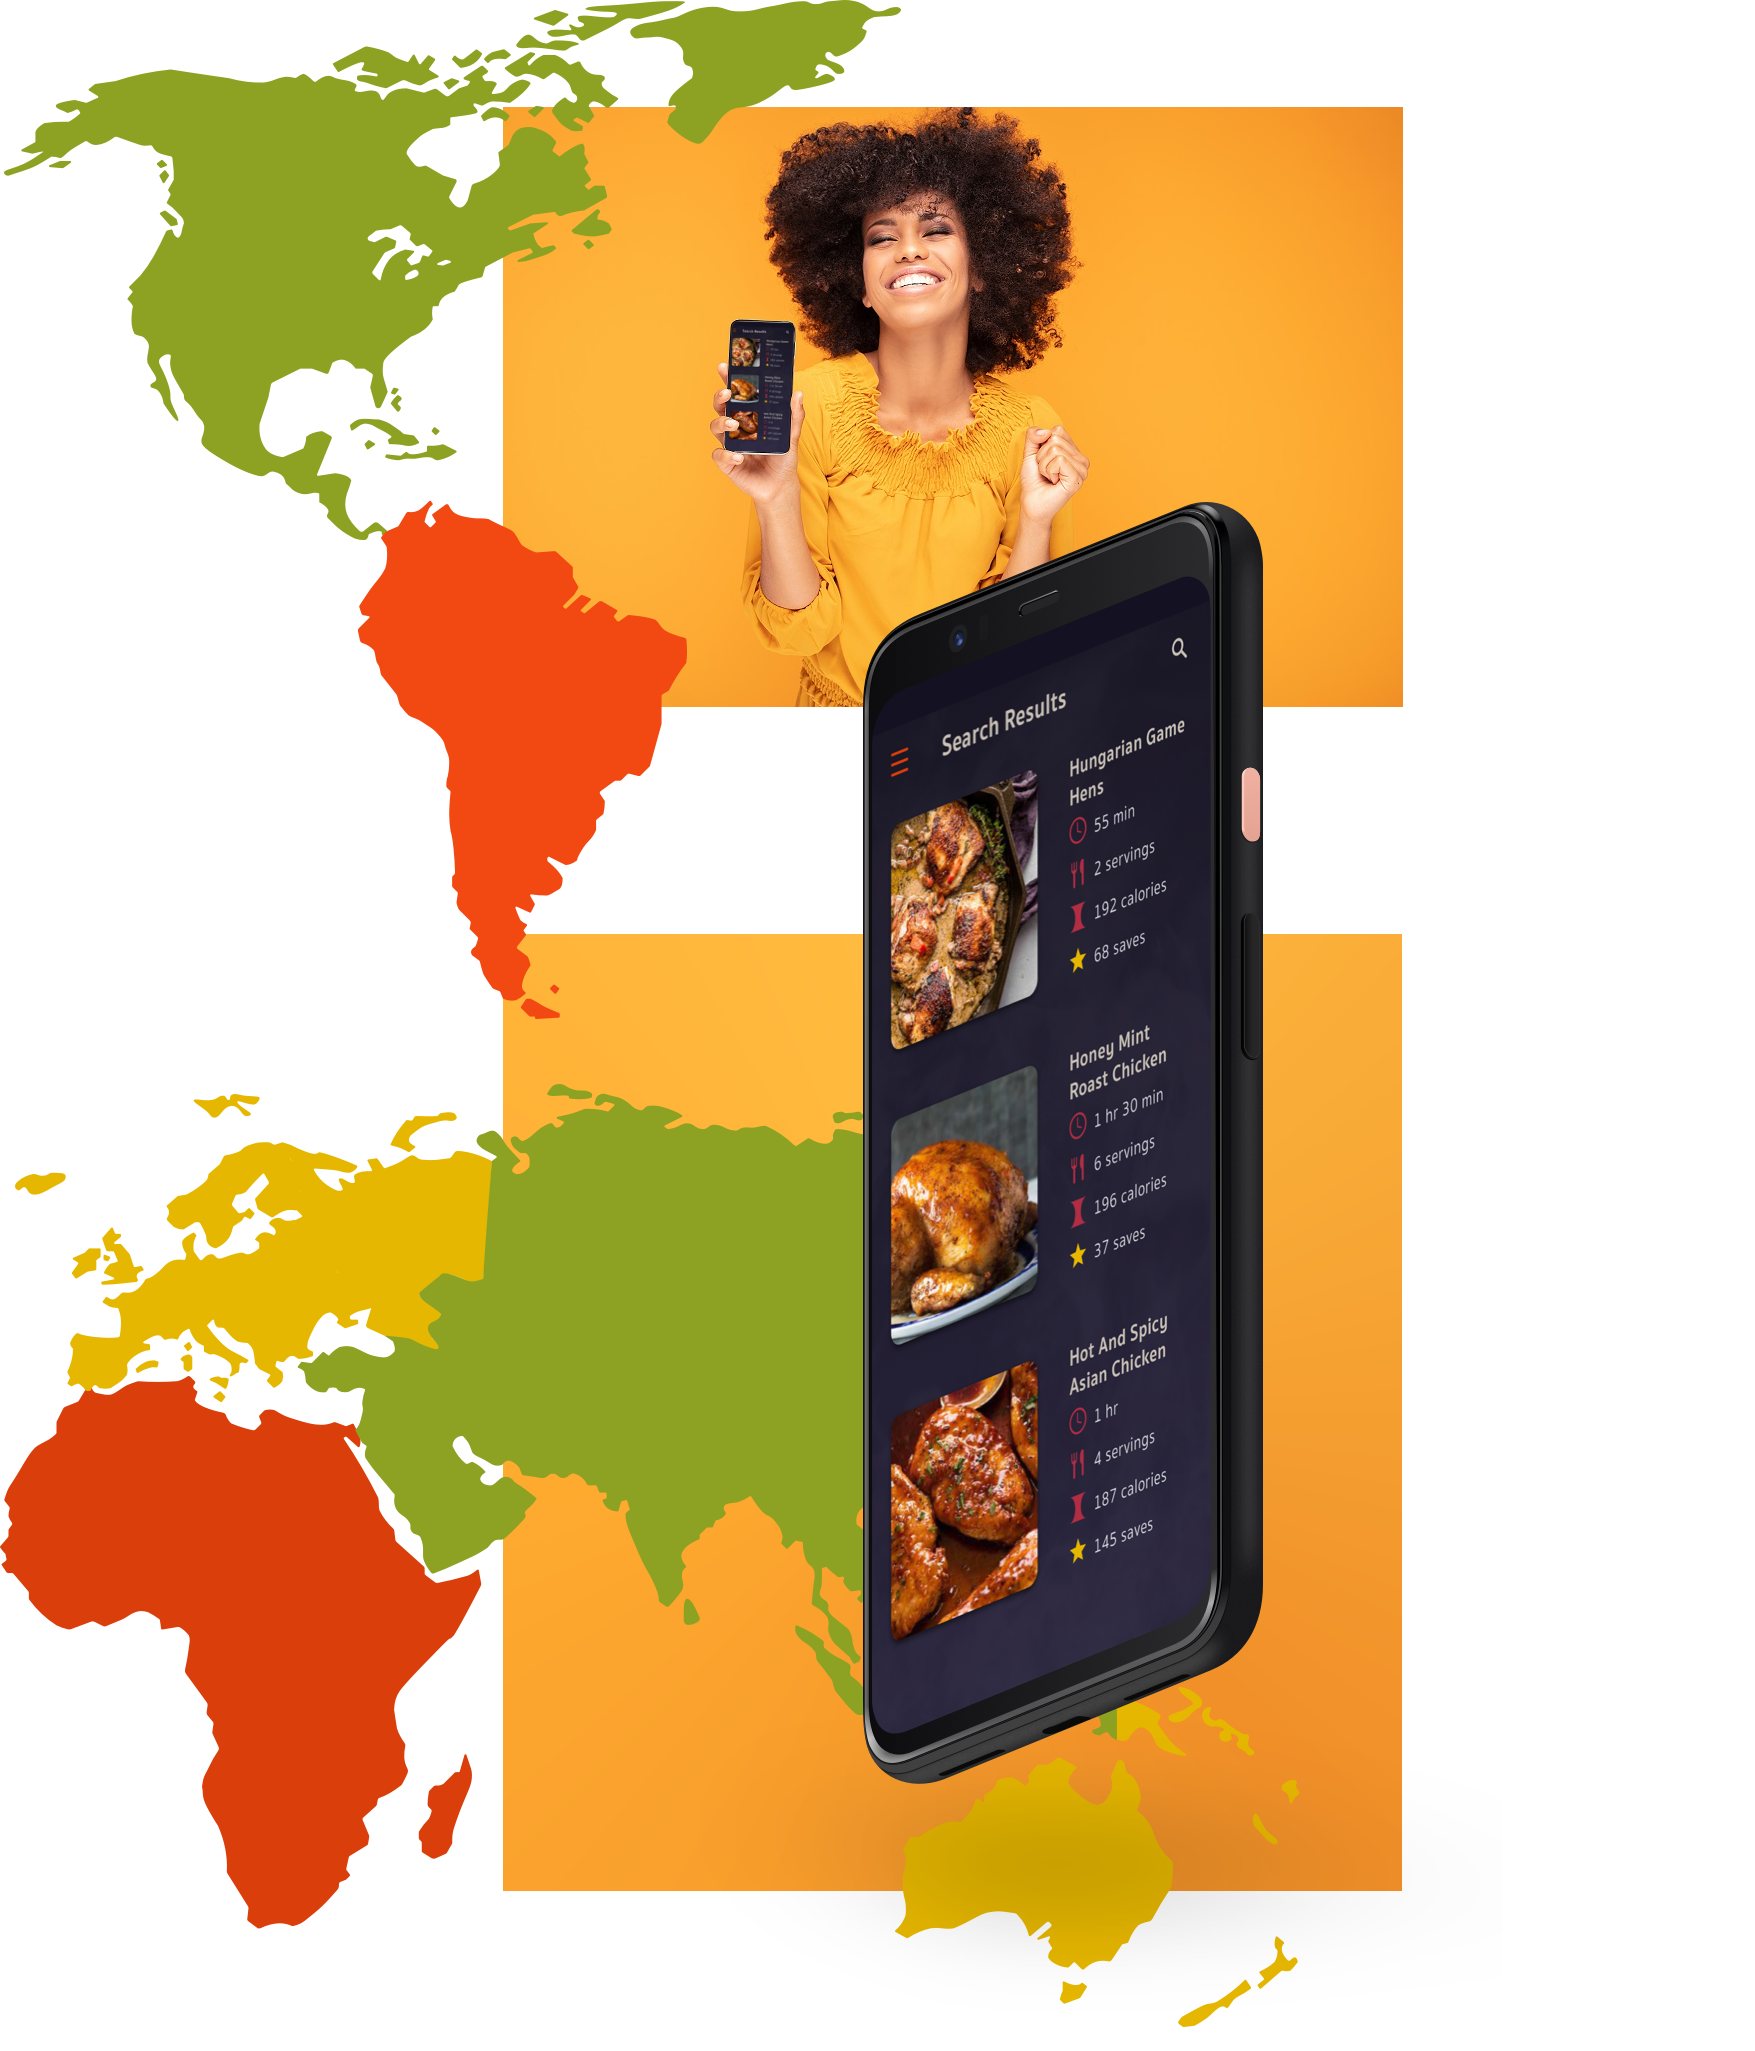 Search Results
Hungarian Game
Hens
55 min
2 servings
192 calories
68 saves
Honey Mint
Roast Chicken
1 hr 30 min
6 servings
196 calories
37 saves
Hot And Spicy
Asian Chicken
1 hr
4 servings
187 calories
145 saves